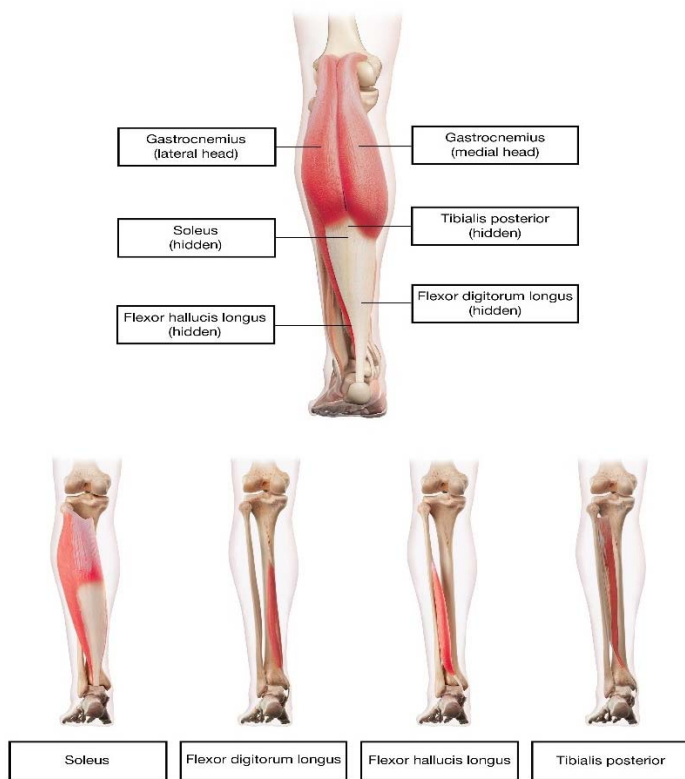 Gastrocnemius
(lateral head)
Gastrocnemius
(medial head)
Soleus
(hidden)
Tibialis posterior
(hidden)
Flexor hallucis longus
(hidden)
Flexor digitorum longus
(hidden)
Soleus
Flexor digitorum longus
Flexor hallucis longus
Tibialis posterior